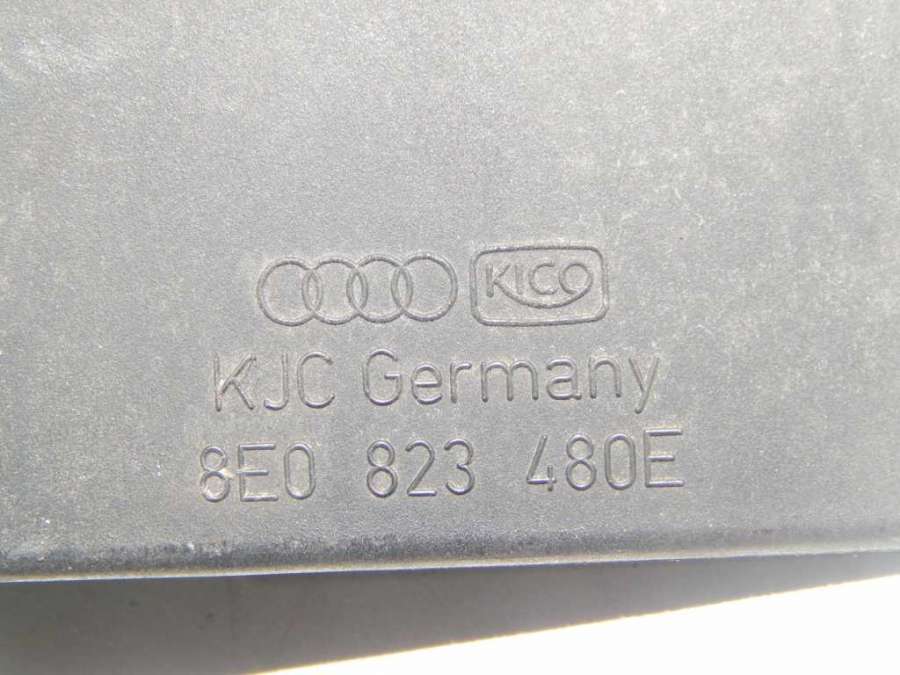 KICO
KJC Germany
8E0 823 480E